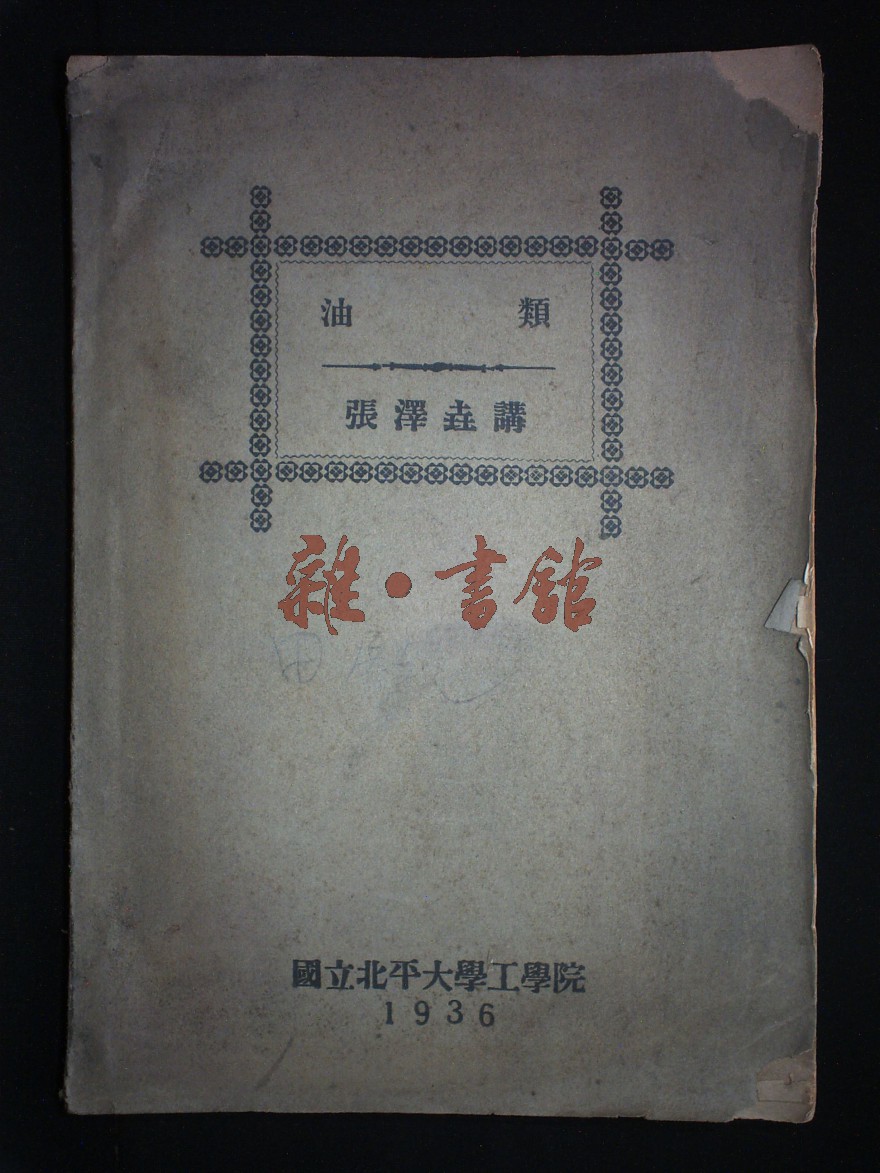 油類
張澤垚講
雜·書館
田
國立北平大學工學院
1936